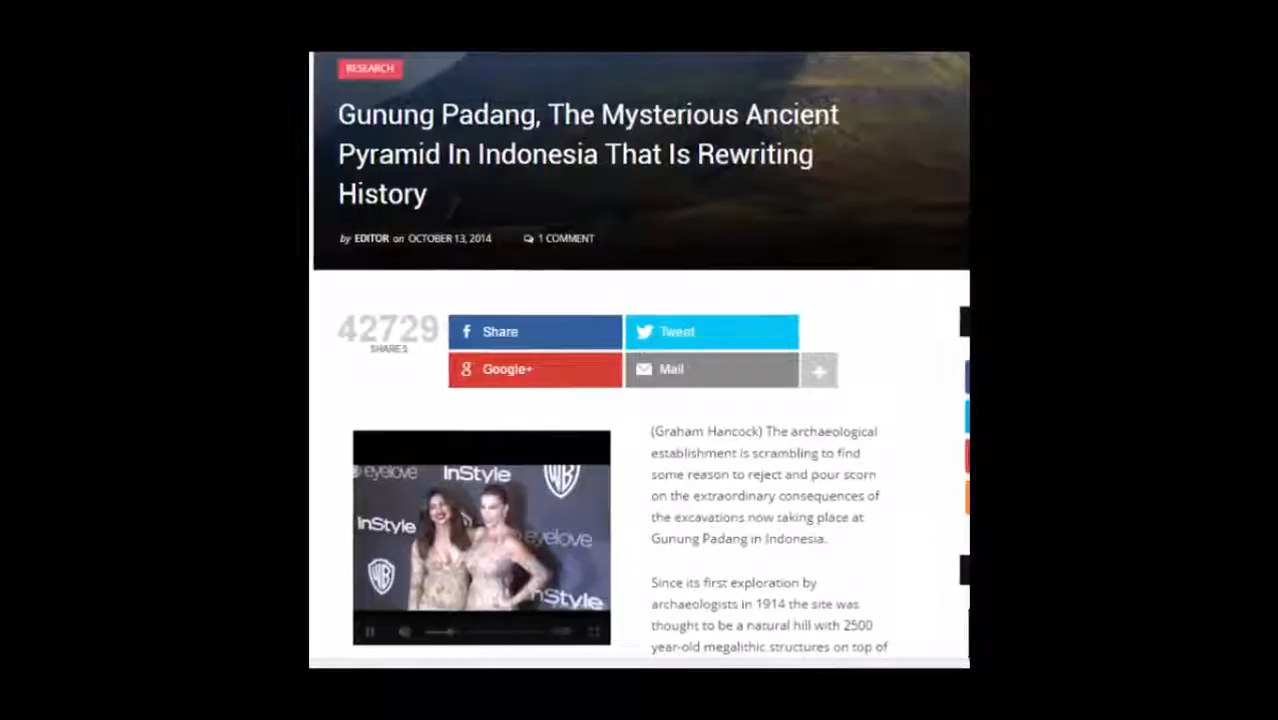 RESEARCH
Gunung Padang, The Mysterious Ancient
Pyramid In Indonesia That Is Rewriting
History
by EDITOR on OCTOBER 13, 2014 1 COMMENT
42729
SHARES
Share
Tweet
Google+
Mail
(Graham Hancock) The archaeological
establishment is scrambling to find
some reason to reject and pour scorn
on the extraordinary consequences of
the excavations now taking place at
Gunung Padang in Indonesia.
Since its first exploration by
archaeologists in 1914 the site was
thought to be a natural hill with 2500
year-old megalithic structures on top of
eyelove InStyle WB
InStyle
eyelove
WB
InStyle